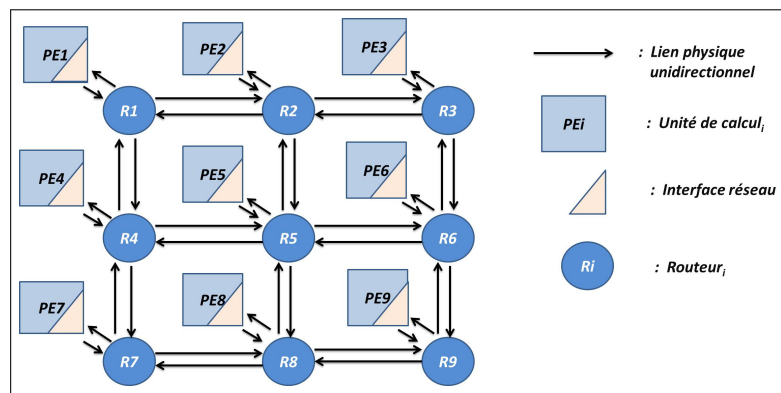 PE1
PE2
PE3
R1
R2
R3
PE4
PE5
PE6
R4
R5
R6
PE7
PE8
PE9
R7
R8
R9
: Lien physique
unidirectionnel
PEi
: Unité de calculi
: Interface réseau
Ri
: Routeuri